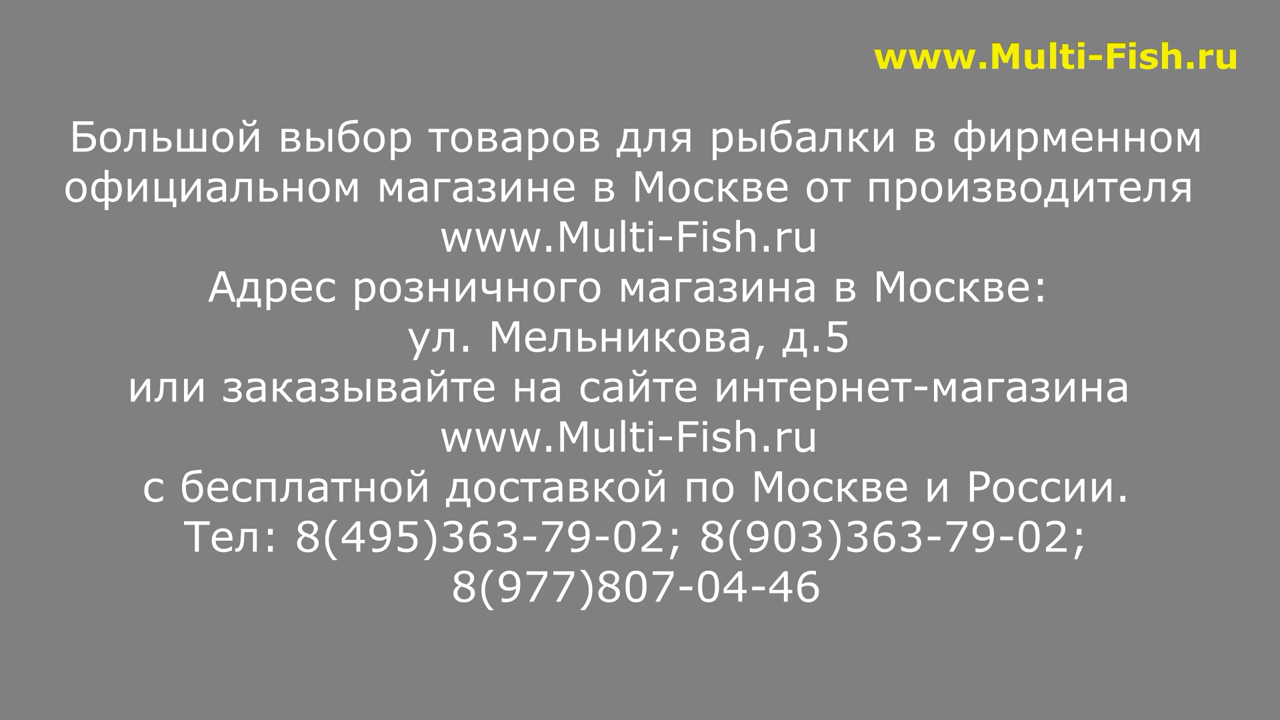 www.Multi-Fish.ru
Большой выбор товаров для рыбалки в фирменном
официальном магазине в Москве от производителя
www.Multi-Fish.ru
Адрес розничного магазина в Москве:
ул. Мельникова, д.5
или заказывайте на сайте интернет-магазина
www.Multi-Fish.ru
с бесплатной доставкой по Москве и России.
Тел: 8(495)363-79-02; 8(903)363-79-02;
8(977)807-04-46